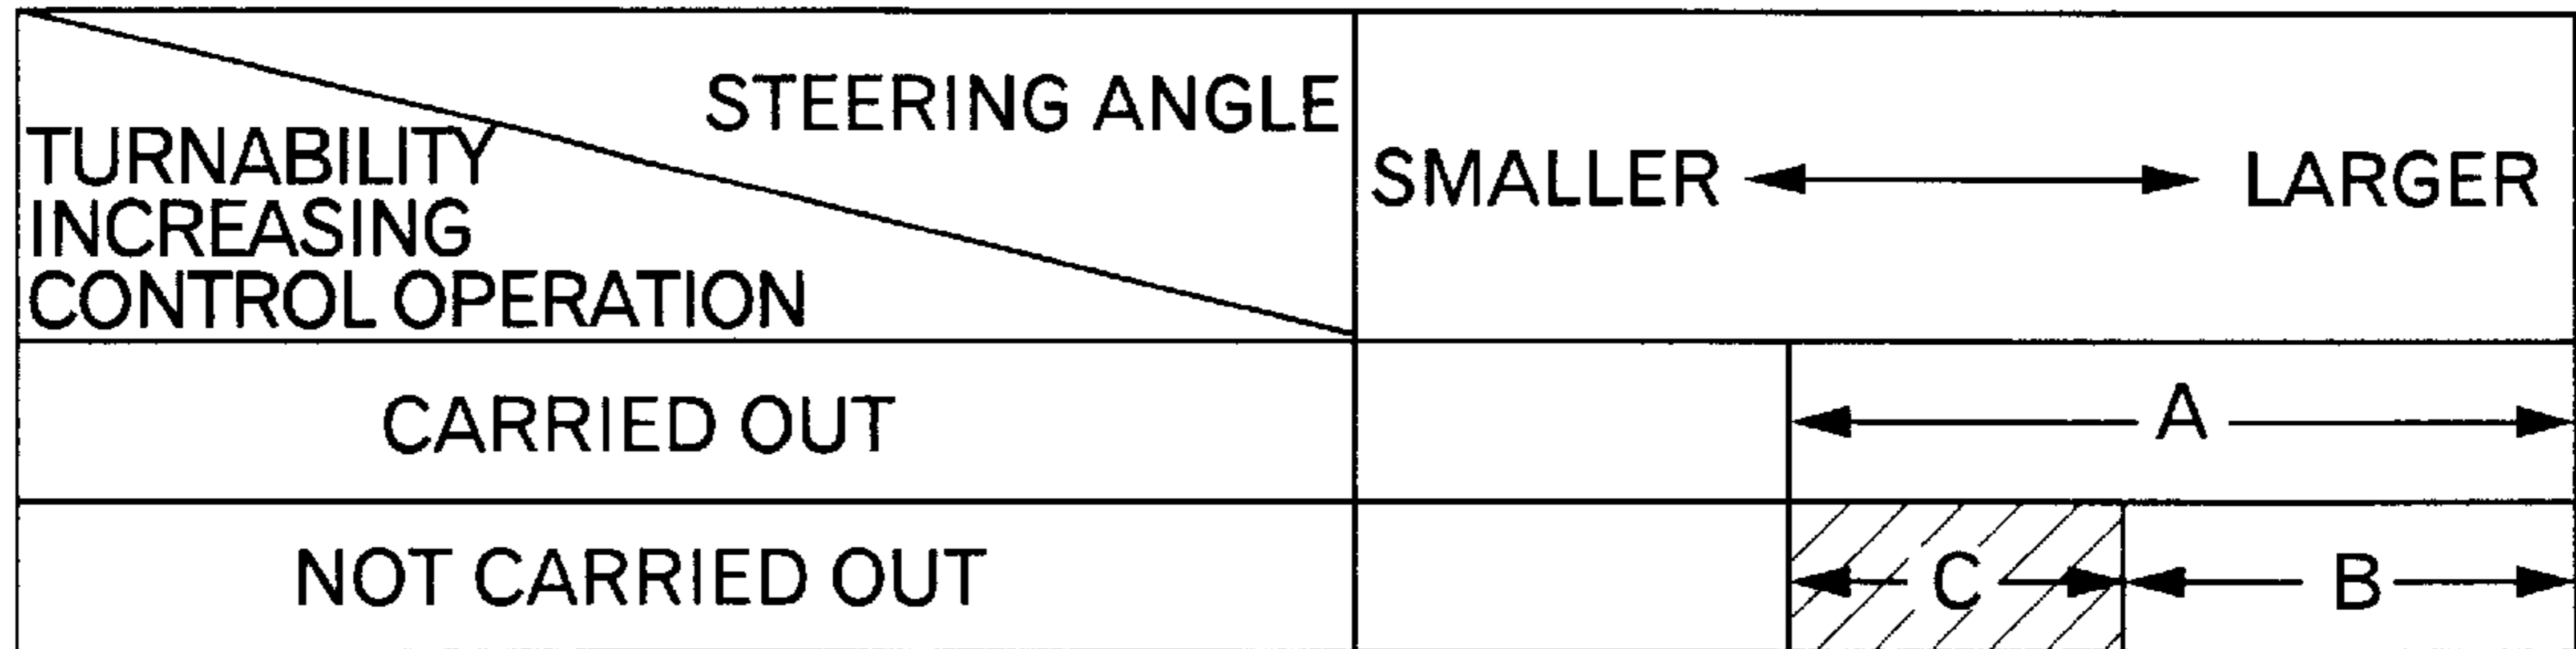 STEERING ANGLE
TURNABILITY
INCREASING
CONTROL OPERATION
SMALLER LARGER
CARRIED OUT
A
NOT CARRIED OUT
C B